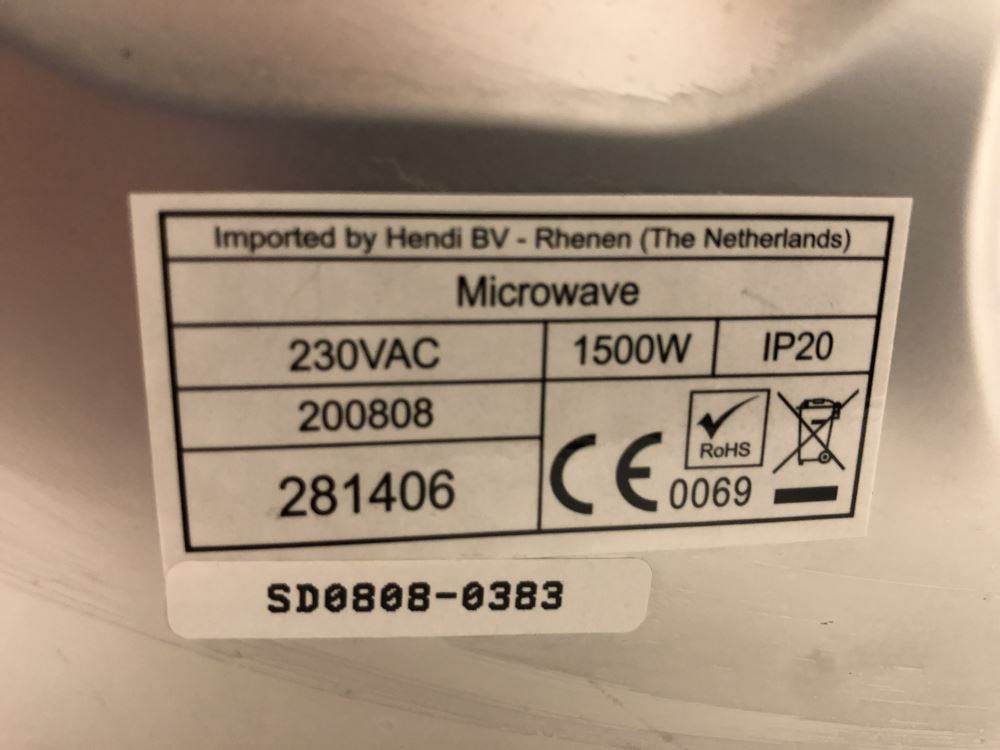 Imported by Hendi BV - Rhenen (The Netherlands)
Microwave
230VAC 1500W IP20
200808
281406
RoHS
CE 0069
SD0808-0383